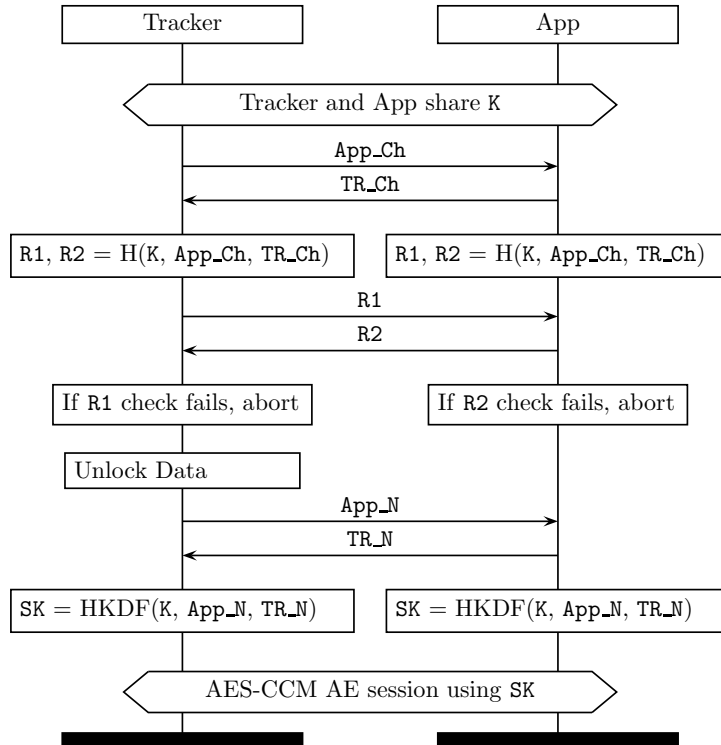 Tracker
App
Tracker and App share K
App_Ch
TR_Ch
R1, R2 = H(K, App_Ch, TR_Ch)
R1, R2 = H(K, App_Ch, TR_Ch)
R1
R2
If R1 check fails, abort
If R2 check fails, abort
Unlock Data
App_N
TR_N
SK = HKDF(K, App_N, TR_N)
SK = HKDF(K, App_N, TR_N)
AES-CCM AE session using SK